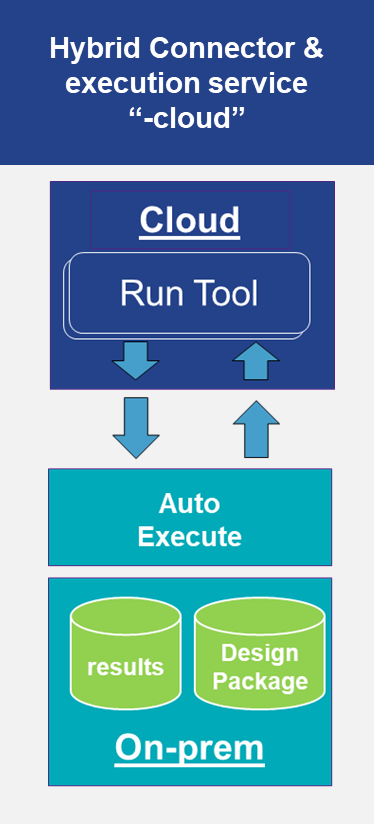 Hybrid Connector &
execution service
“-cloud”
Cloud
Run Tool
Auto
Execute
results
Design
Package
On-prem